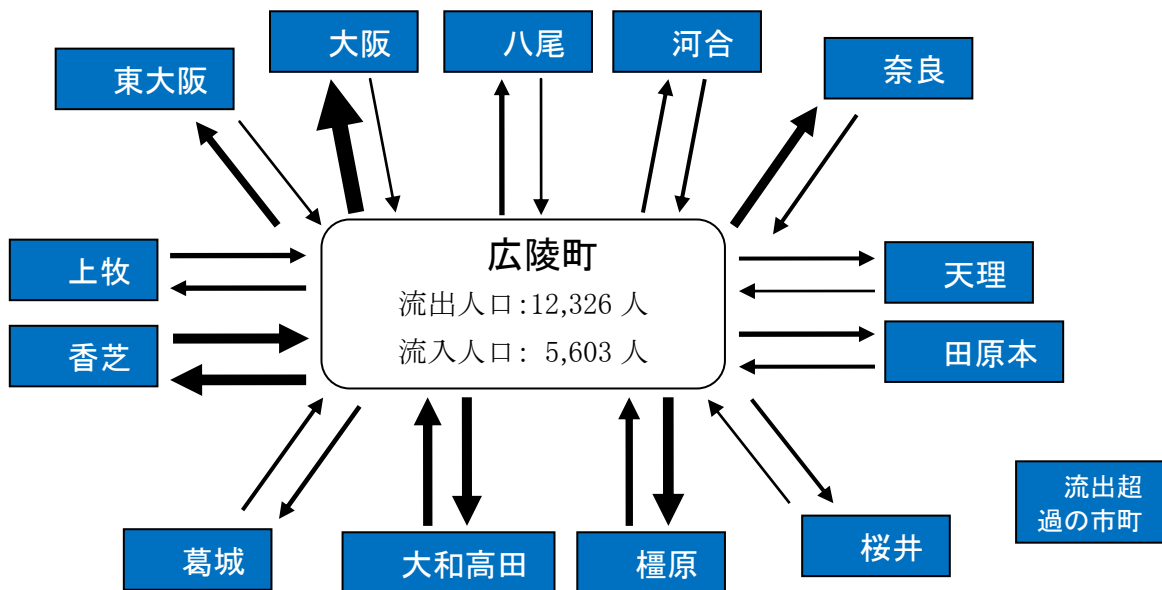 大阪
八尾
河合
奈良
東大阪
広陵町
流出人口:12,326 人
流入人口: 5,603 人
上牧
天理
香芝
田原本
流出超
過の市町
葛城
大和高田
橿原
桜井